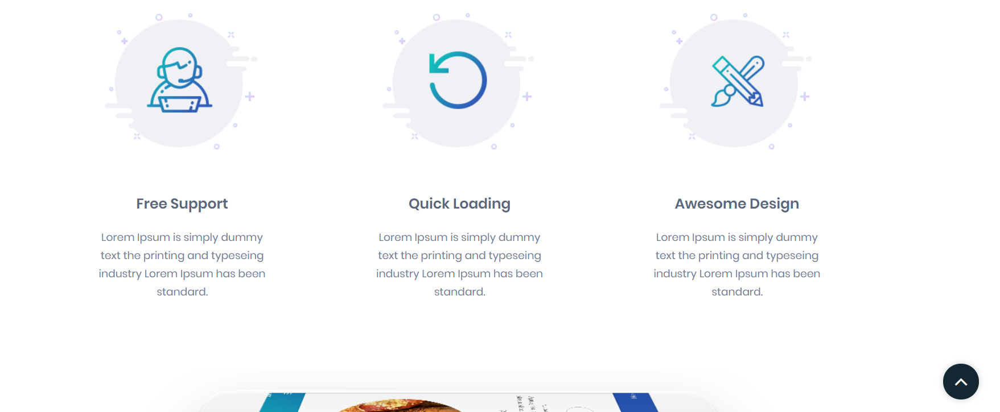 Free Support
Lorem Ipsum is simply dummy
text the printing and typeseing
industry Lorem Ipsum has been
standard.
Quick Loading
Lorem Ipsum is simply dummy
text the printing and typeseing
industry Lorem Ipsum has been
standard.
Awesome Design
Lorem Ipsum is simply dummy
text the printing and typeseing
industry Lorem Ipsum has been
standard.